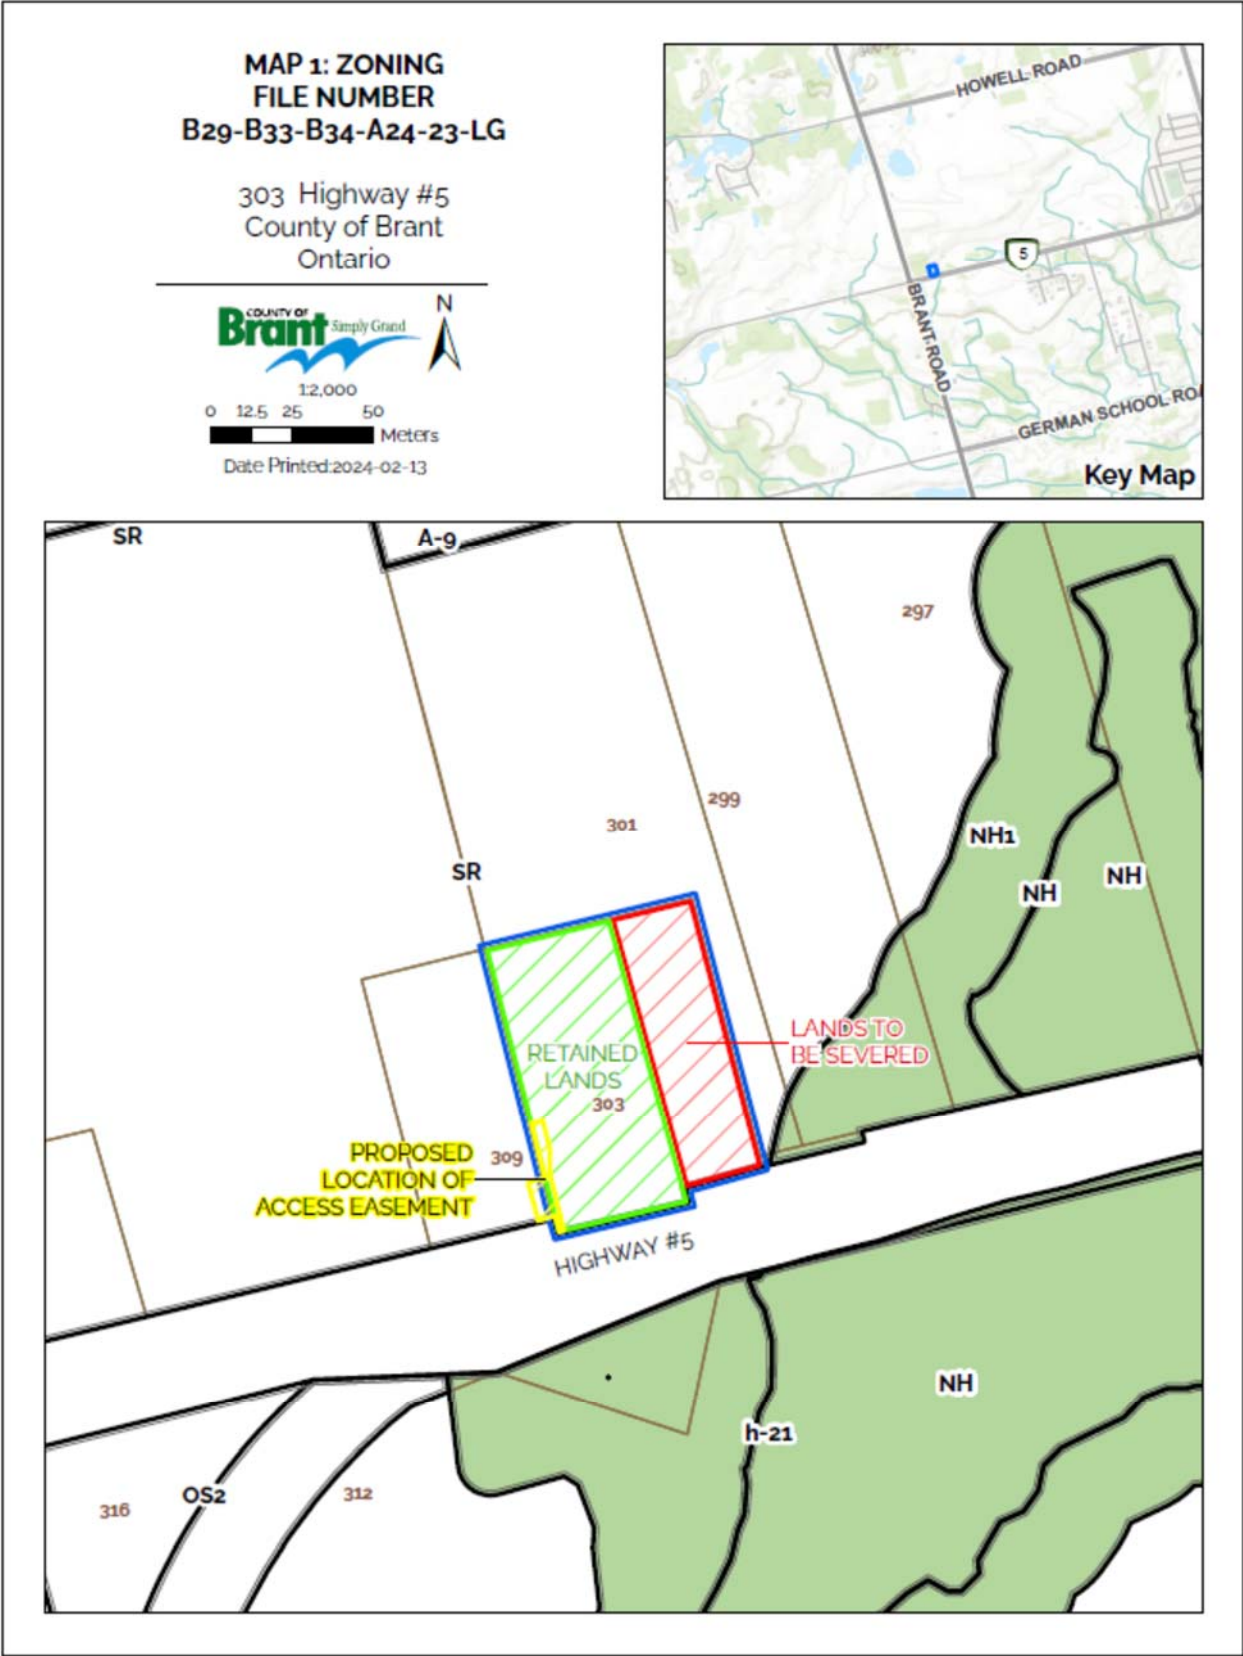 MAP 1: ZONING
FILE NUMBER
B29-B33-B34-A24-23-LG
303 Highway #5
County of Brant
Ontario
COUNTY OF
Brant Simply Grand
N
1:2,000
0 12.5 25 50
Meters
Date Printed:2024-02-13
HOWELL ROAD
5
BRANT ROAD
GERMAN SCHOOL ROA
Key Map
SR
A-9
297
299
301
NH1
SR
NH
NH
LANDS TO
BE SEVERED
RETAINED
LANDS
303
PROPOSED
LOCATION OF
ACCESS EASEMENT
309
HIGHWAY #5
NH
h-21
OS2
312
316